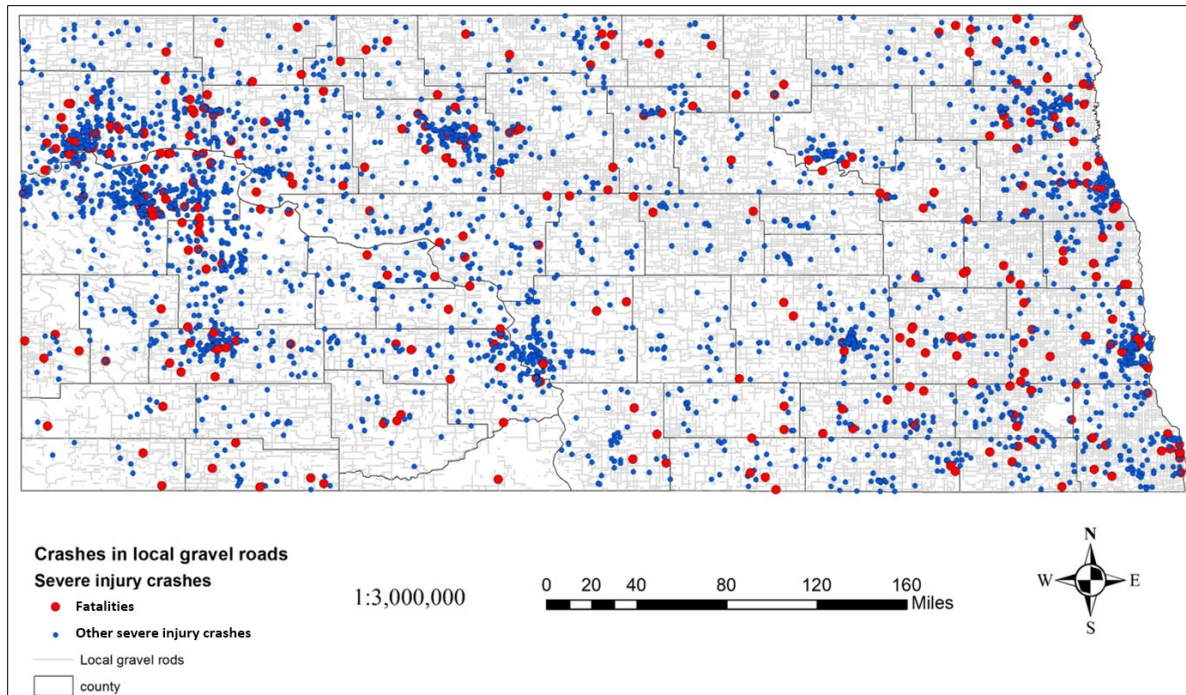 Crashes in local gravel roads
Severe injury crashes
Fatalities
Other severe injury crashes
Local gravel rods
county
1:3,000,000
0 20 40 80 120 160
Miles
N
W E
S